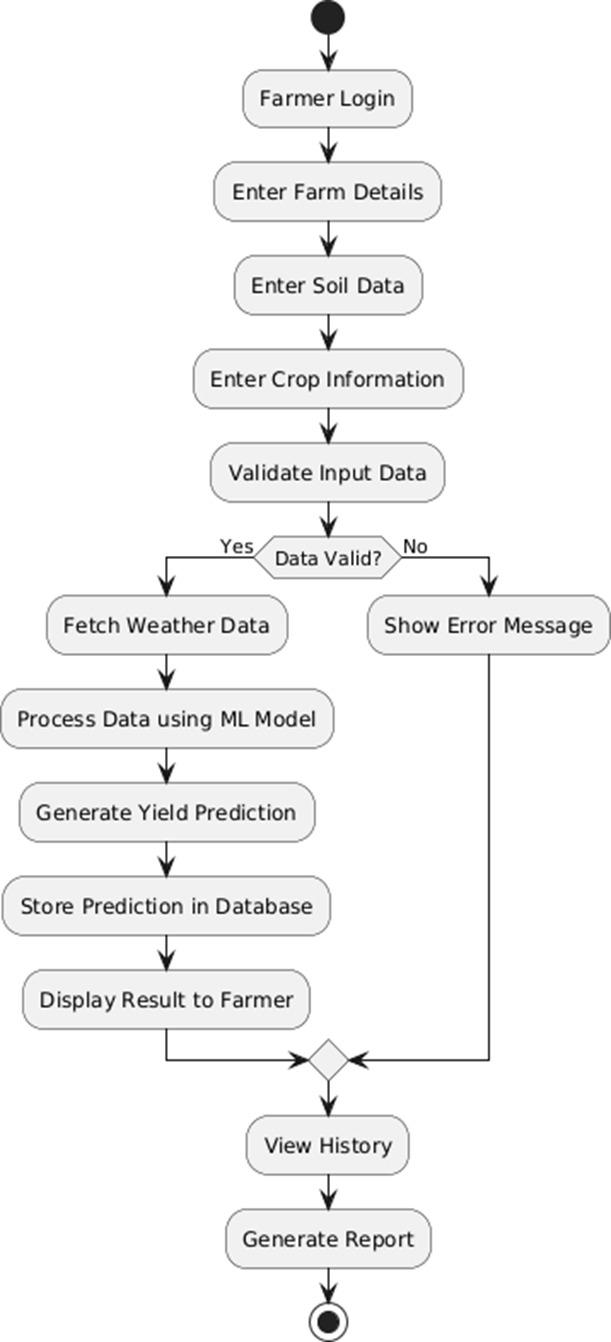 Farmer Login
Enter Farm Details
Enter Soil Data
Enter Crop Information
Validate Input Data
Yes
Data Valid?
No
Fetch Weather Data
Show Error Message
Process Data using ML Model
Generate Yield Prediction
Store Prediction in Database
Display Result to Farmer
View History
Generate Report